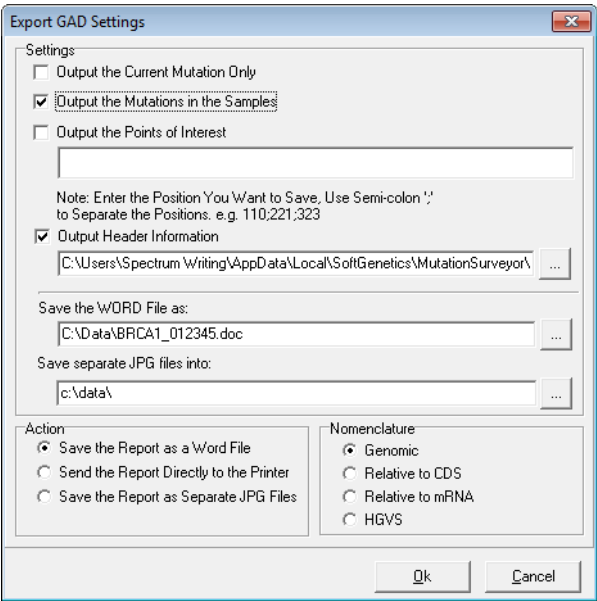 Export GAD Settings
Settings
Output the Current Mutation Only
Output the Mutations in the Samples
Output the Points of Interest
Note: Enter the Position You Want to Save, Use Semi-colon ';'
to Separate the Positions. e.g. 110;221;323
Output Header Information
C:\Users\Spectrum Writing\AppData\Local\SoftGenetics\MutationSurveyor\
...
Save the WORD File as:
C:\Data\BRCA1_012345.doc
...
Save separate JPG files into:
c:\data\
...
Action
Save the Report as a Word File
Send the Report Directly to the Printer
Save the Report as Separate JPG Files
Nomenclature
Genomic
Relative to CDS
Relative to mRNA
HGVS
Ok
Cancel